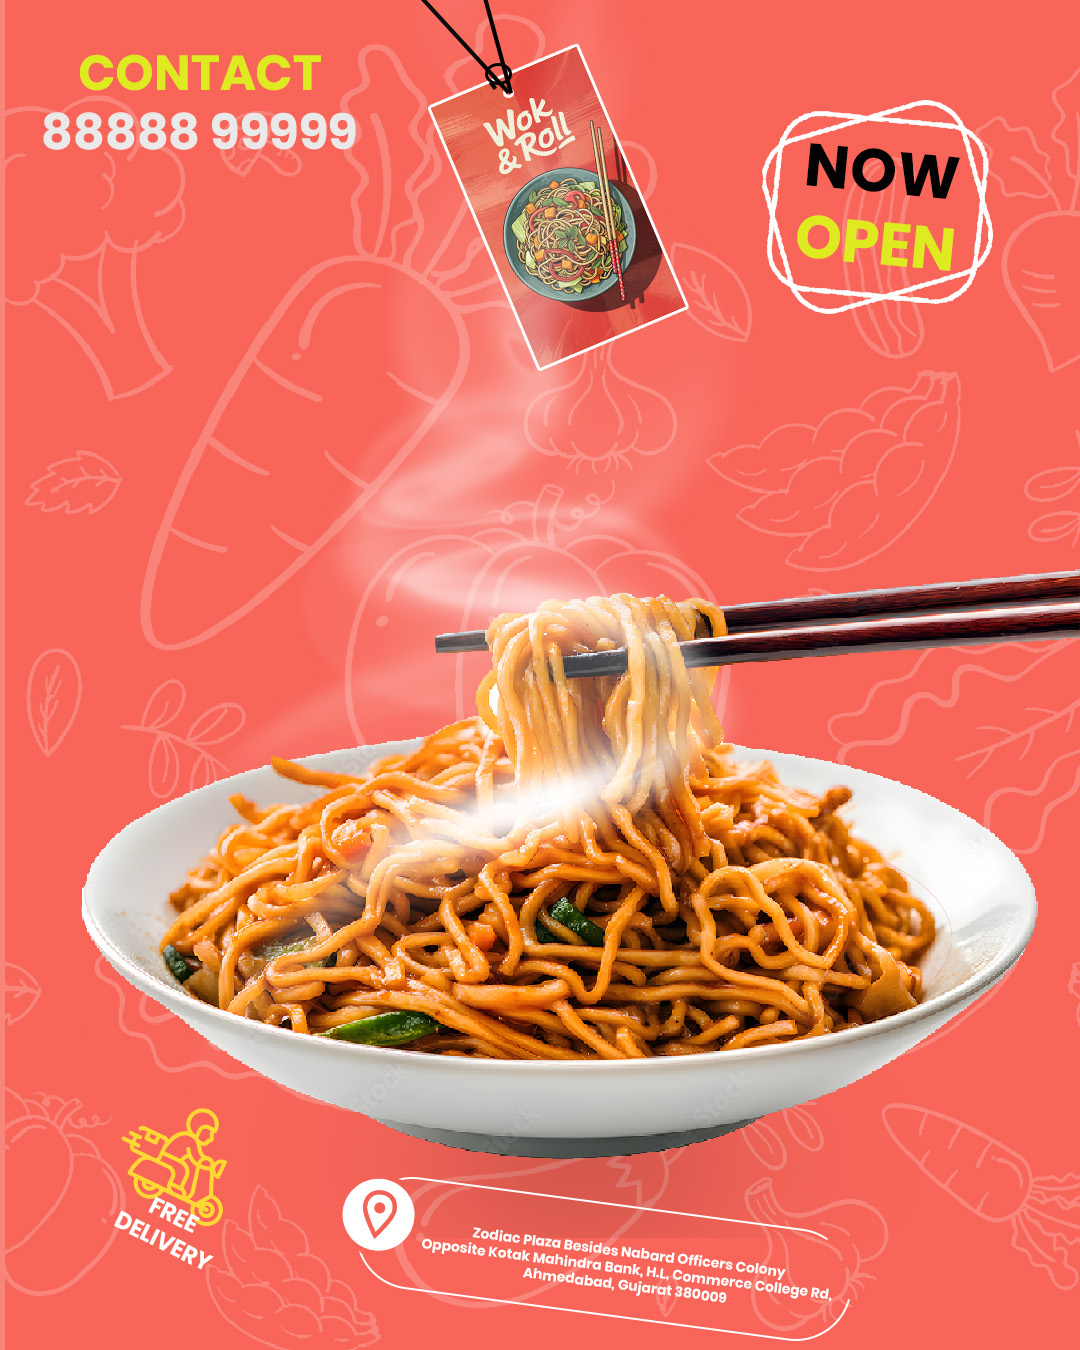 CONTACT
88888 99999
Wok
& Roll
NOW
OPEN
FREE
DELIVERY
Zodiac Plaza Besides Nabard Officers Colony
Opposite Kotak Mahindra Bank, H.L. Commerce College Rd,
Ahmedabad, Gujarat 380009